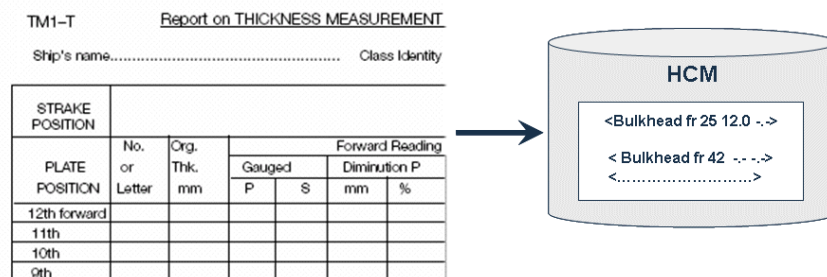 TM1–T Report on THICKNESS MEASUREMENT
Ship's name.................................................... Class Identity
STRAKE
POSITION
PLATE
POSITION
No.
or
Letter
Org.
Thk.
mm
Forward Reading
Gauged
Diminution P
P
S
mm
%
12th forward
11th
10th
9th
HCM
<Bulkhead fr 25 12.0 -.->
< Bulkhead fr 42 -.- -.->
<..............................>